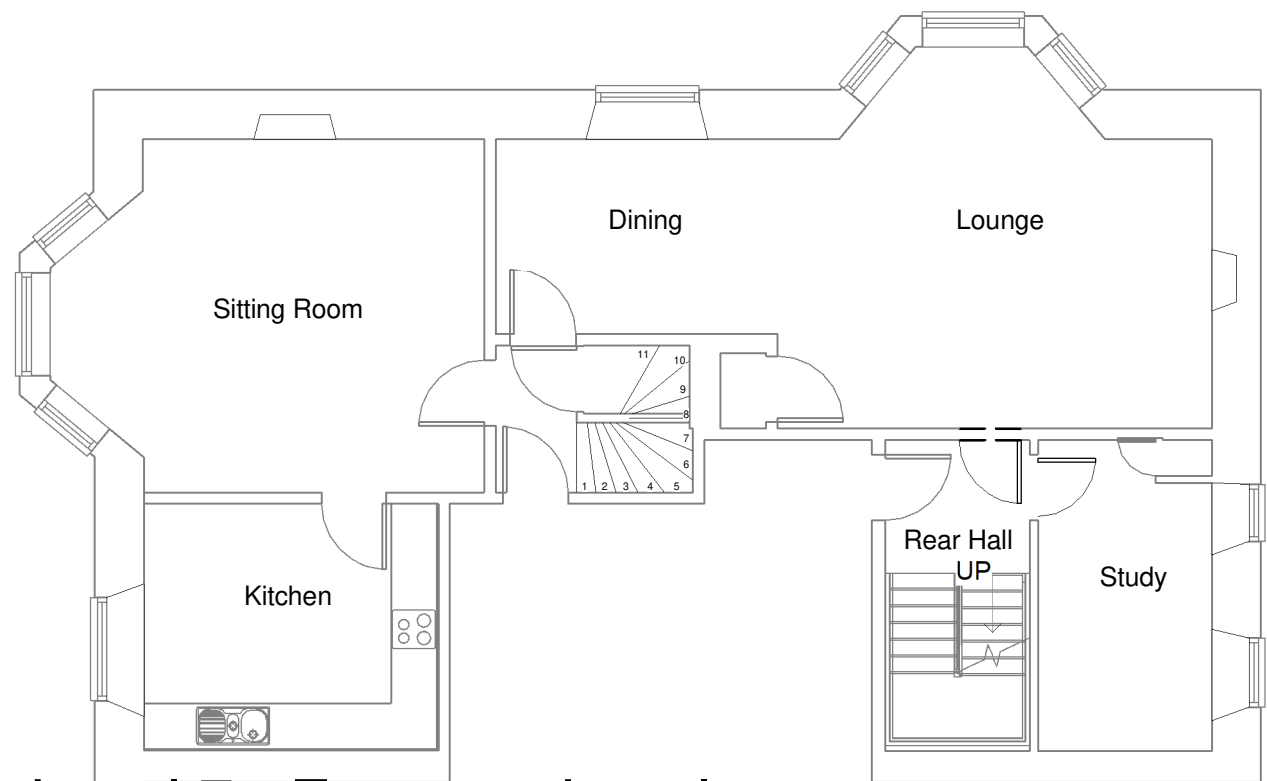 Dining
Lounge
Sitting Room
11
10
9
8
7
6
1 2 3 4 5
Rear Hall
UP
Study
Kitchen